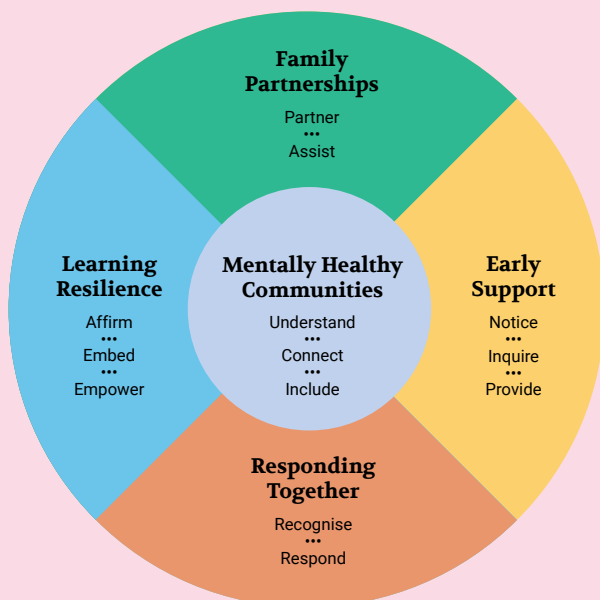 Family
Partnerships
Partner
•••
Assist
Learning
Resilience
Affirm
•••
Embed
•••
Empower
Mentally Healthy
Communities
Understand
•••
Connect
•••
Include
Early
Support
Notice
•••
Inquire
•••
Provide
Responding
Together
Recognise
•••
Respond